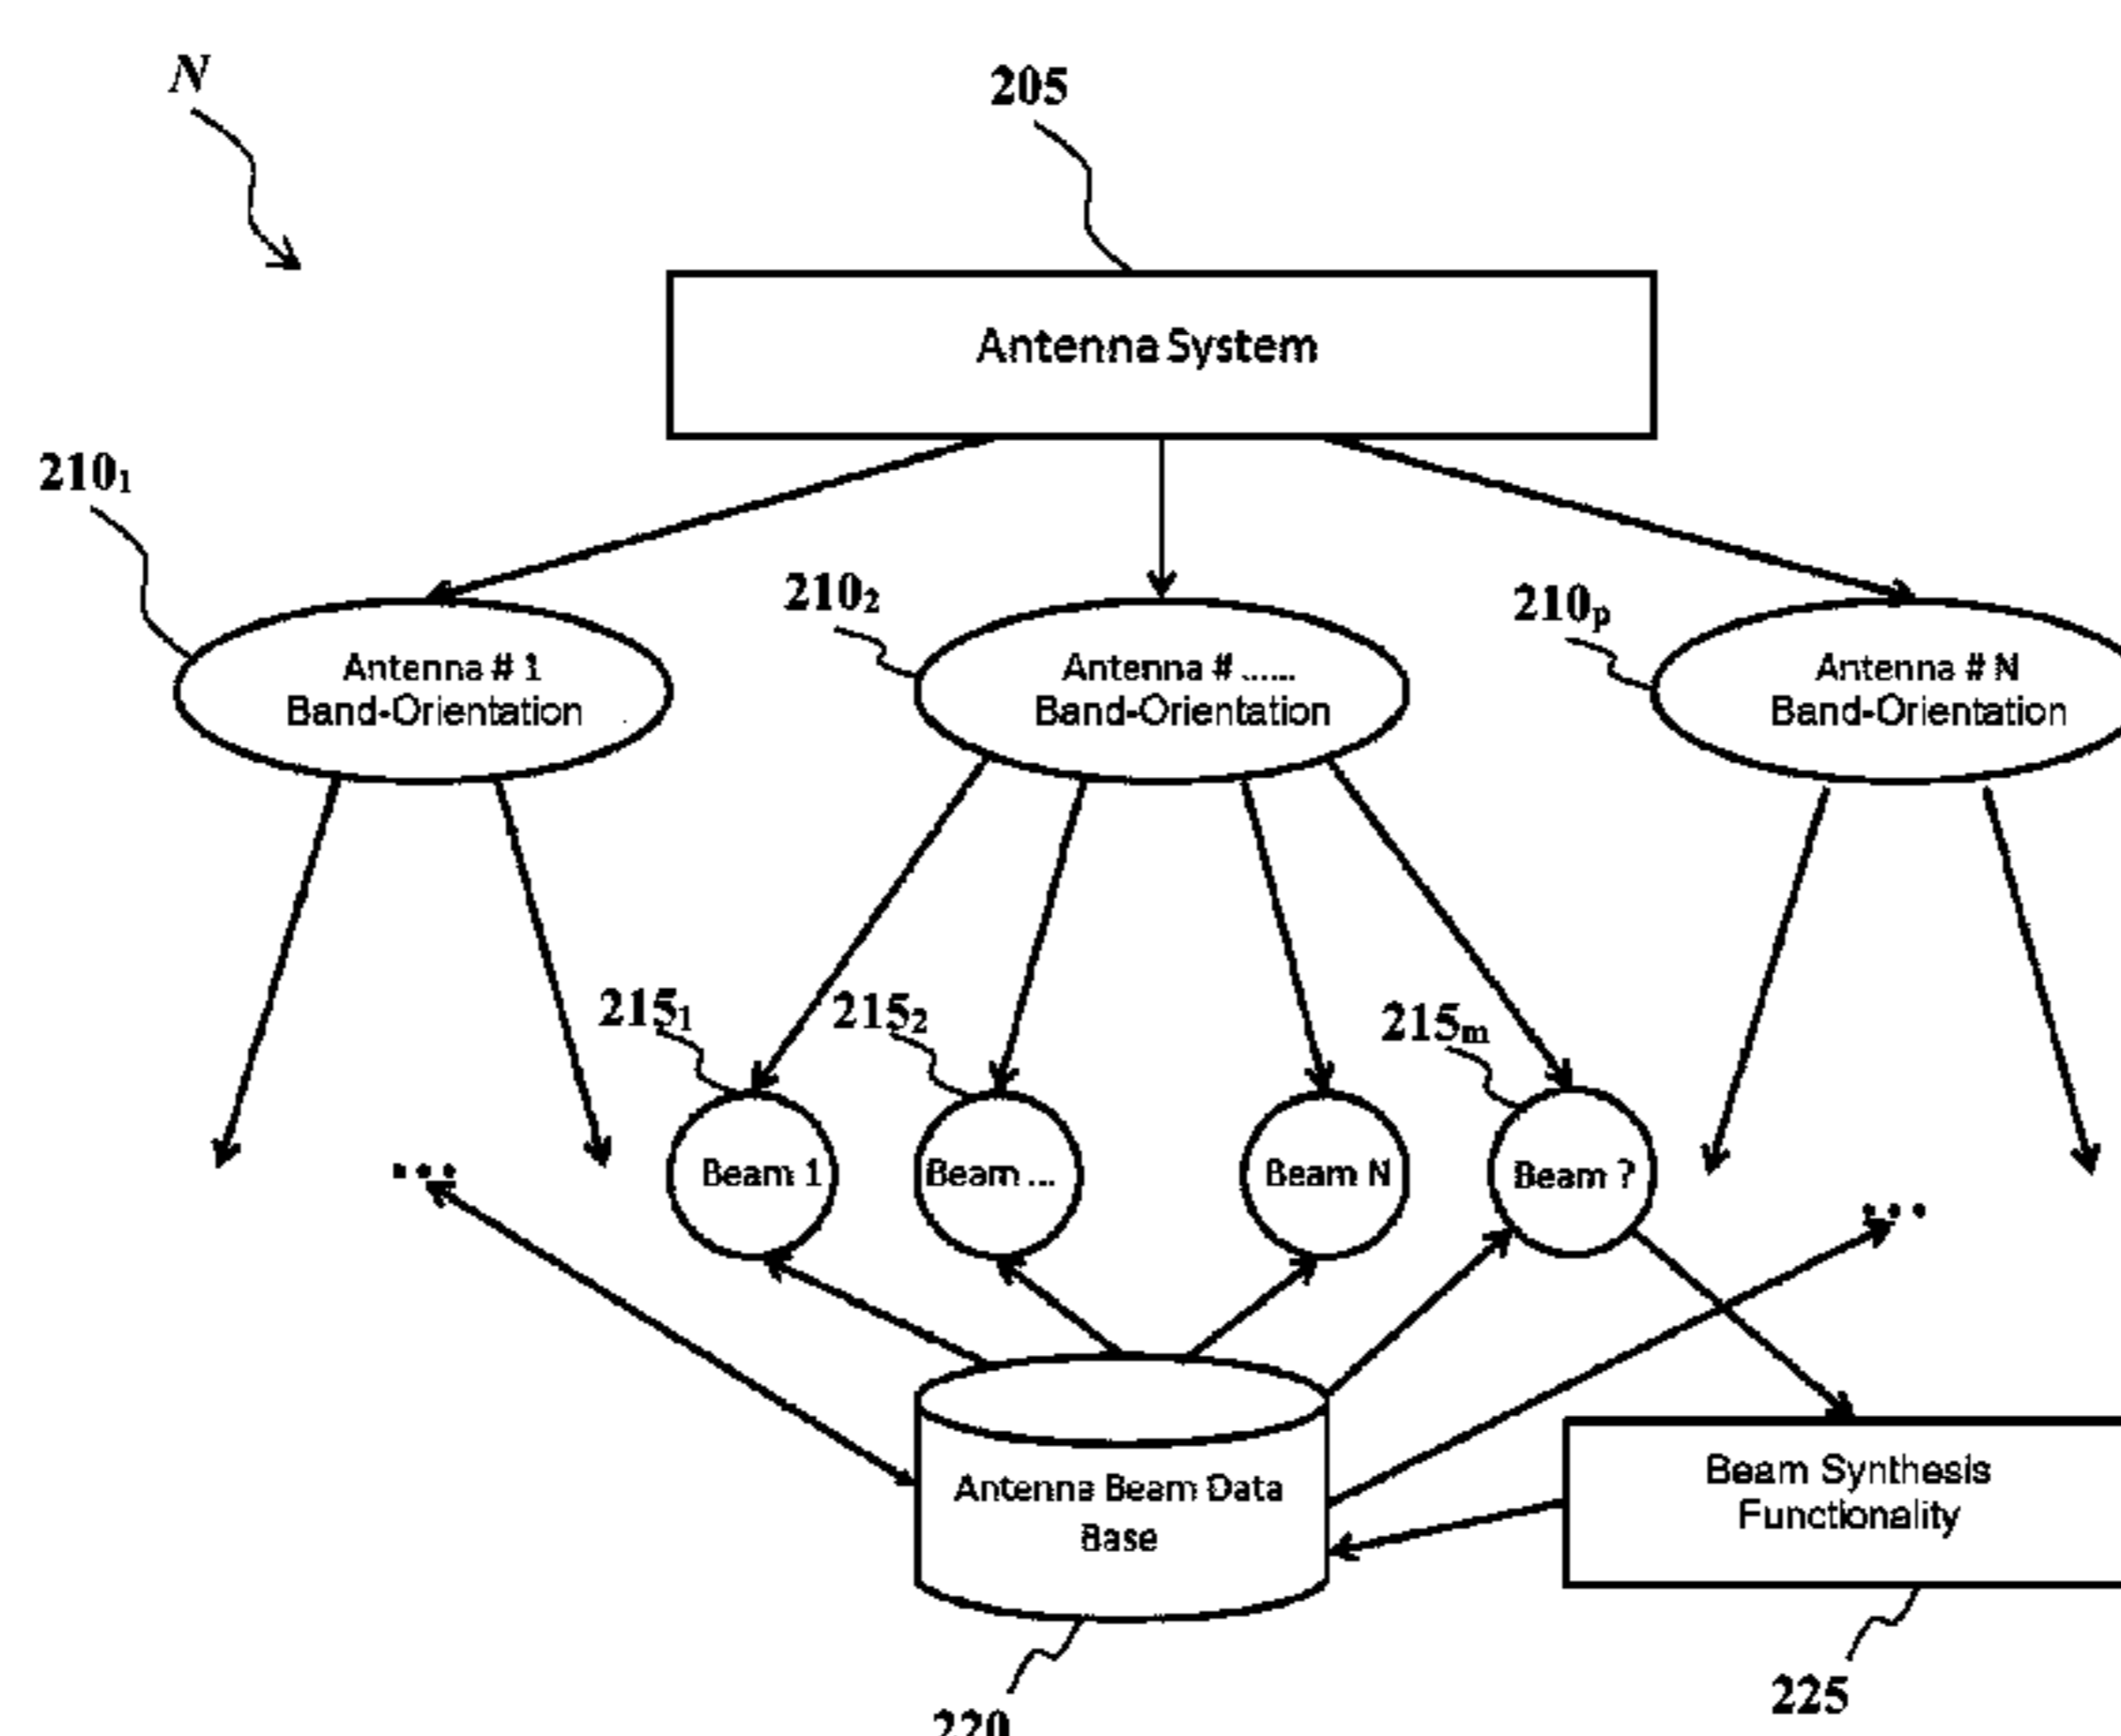 N
205
Antenna System
210₁
210₂
210ₚ
Antenna # 1
Band-Orientation
Antenna # ......
Band-Orientation
Antenna # N
Band-Orientation
215₁
215₂
215ₘ
Beam 1
Beam ...
Beam N
Beam ?
...
...
Antenna Beam Data
Base
Beam Synthesis
Functionality
220
225